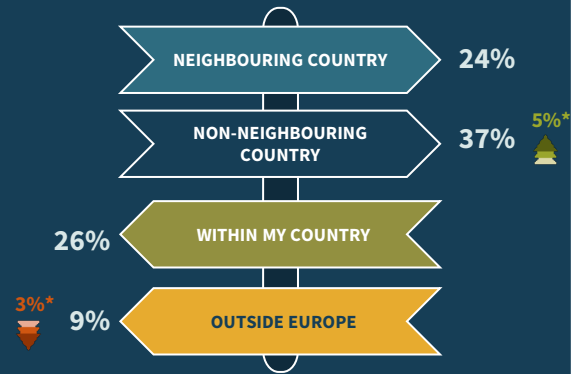 NEIGHBOURING COUNTRY
24%
NON-NEIGHBOURING
COUNTRY
37%
5%*
WITHIN MY COUNTRY
26%
OUTSIDE EUROPE
9%
3%*